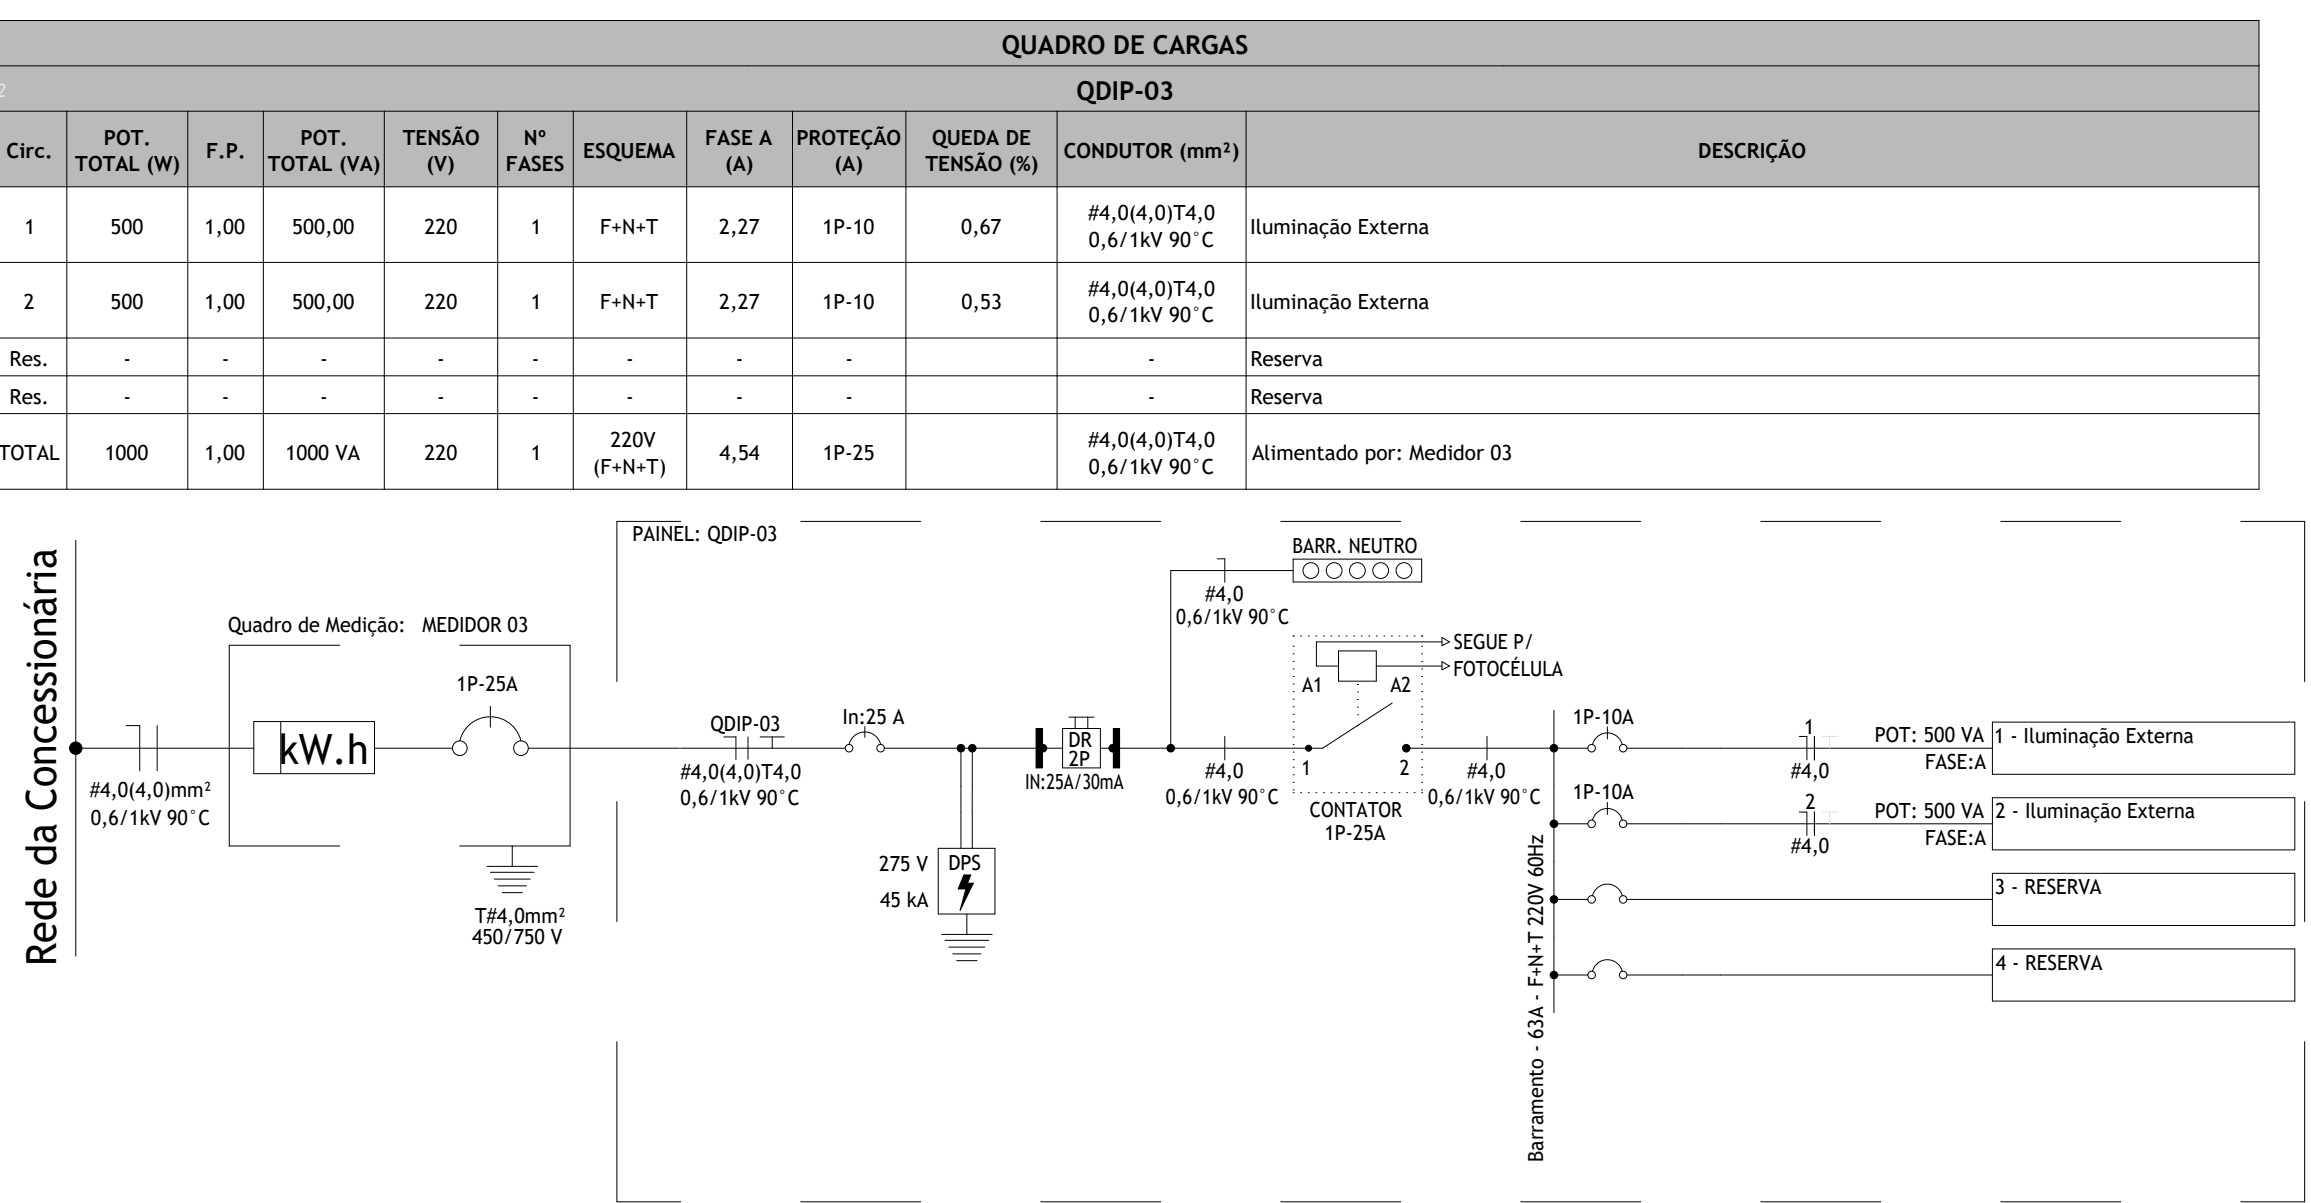 QUADRO DE CARGAS
2
QDIP-03
Circ. POT. TOTAL (W) F.P. POT. TOTAL (VA) TENSÃO (V) Nº FASES ESQUEMA FASE A (A) PROTEÇÃO (A) QUEDA DE TENSÃO (%) CONDUTOR (mm²) DESCRIÇÃO
1 500 1,00 500,00 220 1 F+N+T 2,27 1P-10 0,67 #4,0(4,0)T4,0 0,6/1kV 90°C Iluminação Externa
2 500 1,00 500,00 220 1 F+N+T 2,27 1P-10 0,53 #4,0(4,0)T4,0 0,6/1kV 90°C Iluminação Externa
Res. - - - - - - - - - Reserva
Res. - - - - - - - - - Reserva
TOTAL 1000 1,00 1000 VA 220 1 220V (F+N+T) 4,54 1P-25 #4,0(4,0)T4,0 0,6/1kV 90°C Alimentado por: Medidor 03
Rede da Concessionária
#4,0(4,0)mm²
0,6/1kV 90°C
Quadro de Medição: MEDIDOR 03
kW.h
1P-25A
T#4,0mm²
450/750 V
PAINEL: QDIP-03
QDIP-03
#4,0(4,0)T4,0
0,6/1kV 90°C
In:25 A
275 V
45 kA
DPS
DR
2P
IN:25A/30mA
BARR. NEUTRO
#4,0
0,6/1kV 90°C
#4,0
0,6/1kV 90°C
SEGUE P/
FOTOCÉLULA
A1 A2
1 2
CONTATOR
1P-25A
#4,0
0,6/1kV 90°C
Barramento - 63A - F+N+T 220V 60Hz
1P-10A
1
#4,0
POT: 500 VA
FASE:A
1 - Iluminação Externa
1P-10A
2
#4,0
POT: 500 VA
FASE:A
2 - Iluminação Externa
3 - RESERVA
4 - RESERVA